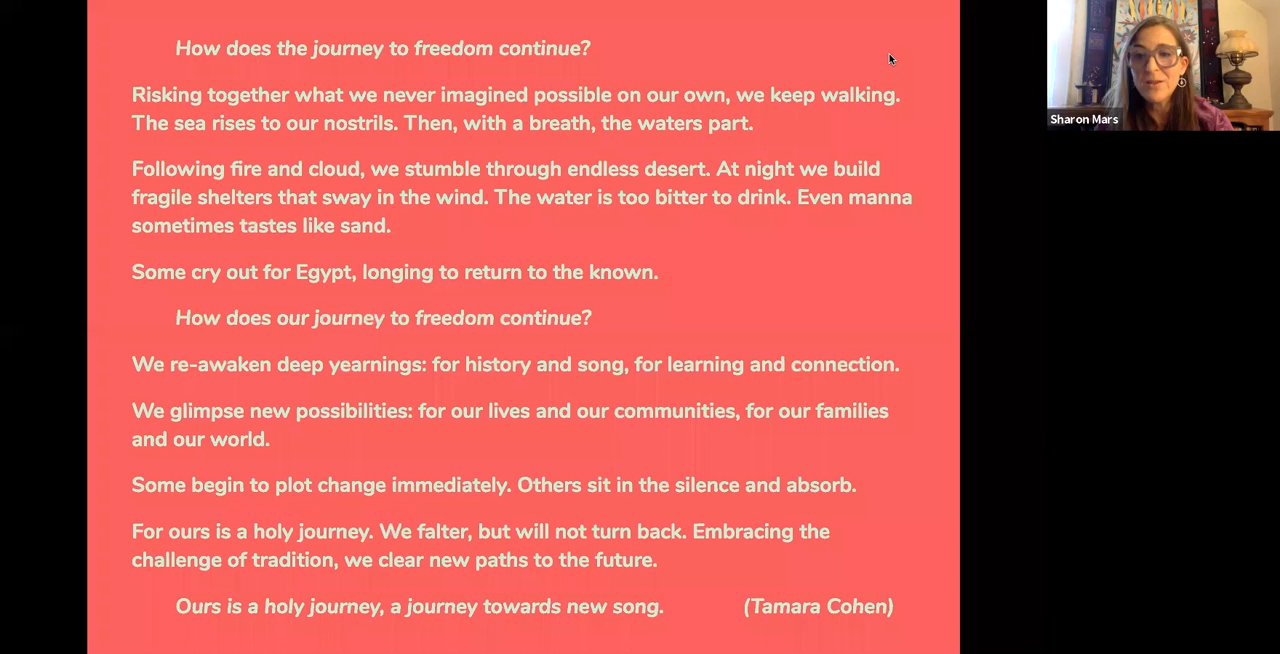 How does the journey to freedom continue?
Risking together what we never imagined possible on our own, we keep walking.
The sea rises to our nostrils. Then, with a breath, the waters part.
Following fire and cloud, we stumble through endless desert. At night we build
fragile shelters that sway in the wind. The water is too bitter to drink. Even manna
sometimes tastes like sand.
Some cry out for Egypt, longing to return to the known.
How does our journey to freedom continue?
We re-awaken deep yearnings: for history and song, for learning and connection.
We glimpse new possibilities: for our lives and our communities, for our families
and our world.
Some begin to plot change immediately. Others sit in the silence and absorb.
For ours is a holy journey. We falter, but will not turn back. Embracing the
challenge of tradition, we clear new paths to the future.
Ours is a holy journey, a journey towards new song. (Tamara Cohen)
Sharon Mars